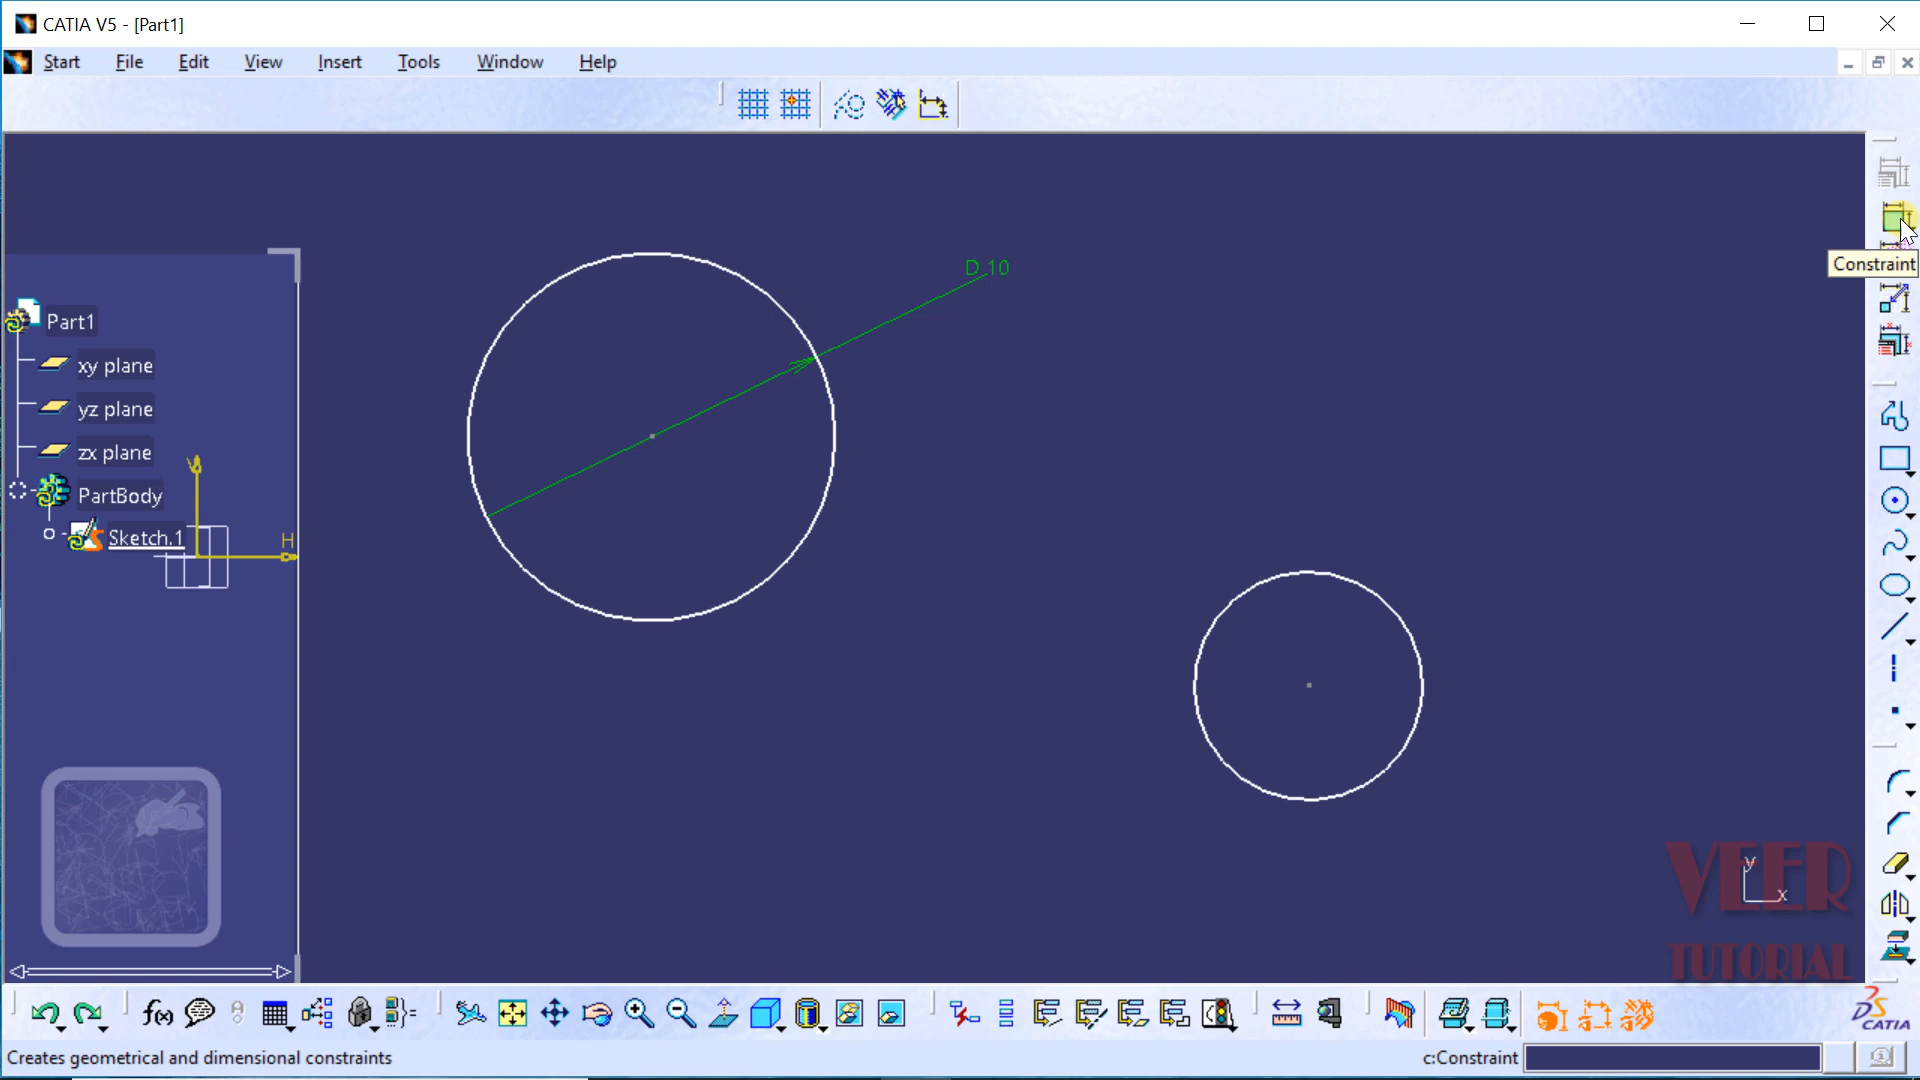 CATIA V5 - [Part1]
Start File Edit View Insert Tools Window Help
D 10
Constraint
Part1
xy plane
yz plane
zx plane
PartBody
Sketch.1
V
H
y
x
VEER
TUTORIAL
f(x)
CATIA
Creates geometrical and dimensional constraints
c:Constraint